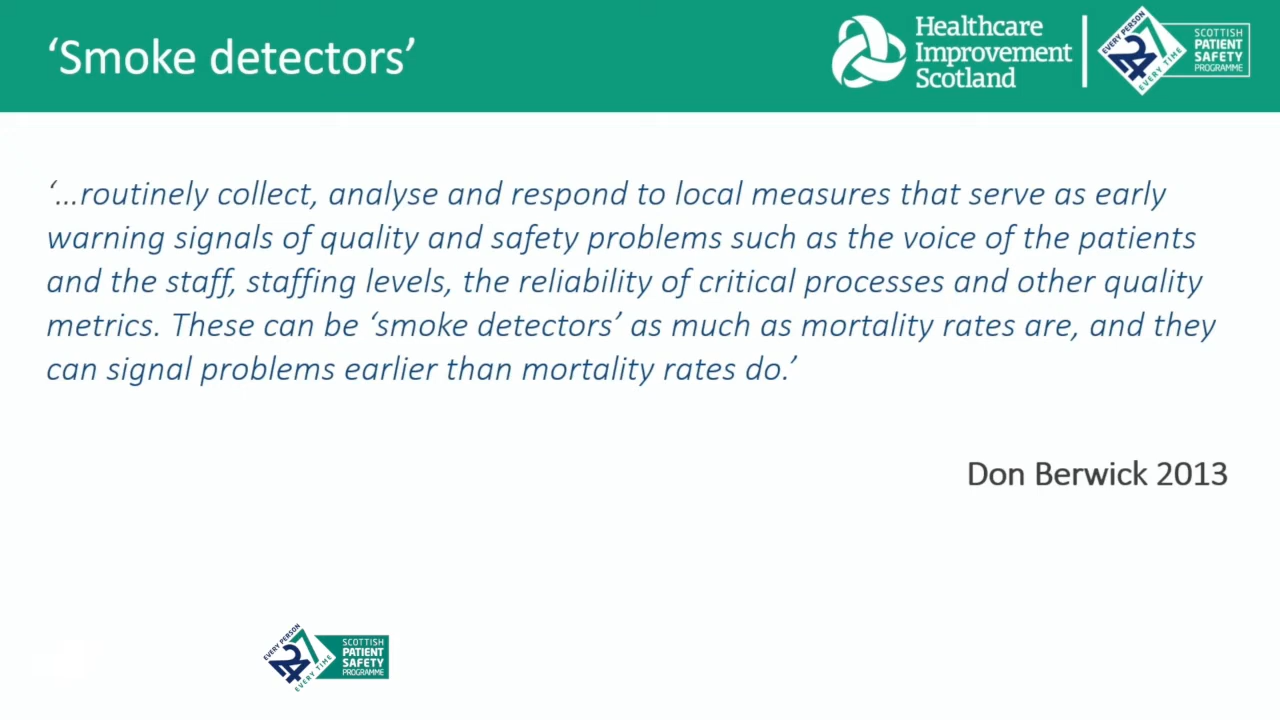 ‘Smoke detectors’
Healthcare
Improvement
Scotland
EVERY PERSON
24
7
EVERY TIME
SCOTTISH
PATIENT
SAFETY
PROGRAMME
‘...routinely collect, analyse and respond to local measures that serve as early
warning signals of quality and safety problems such as the voice of the patients
and the staff, staffing levels, the reliability of critical processes and other quality
metrics. These can be ‘smoke detectors’ as much as mortality rates are, and they
can signal problems earlier than mortality rates do.’
Don Berwick 2013
EVERY PERSON
24
7
EVERY TIME
SCOTTISH
PATIENT
SAFETY
PROGRAMME